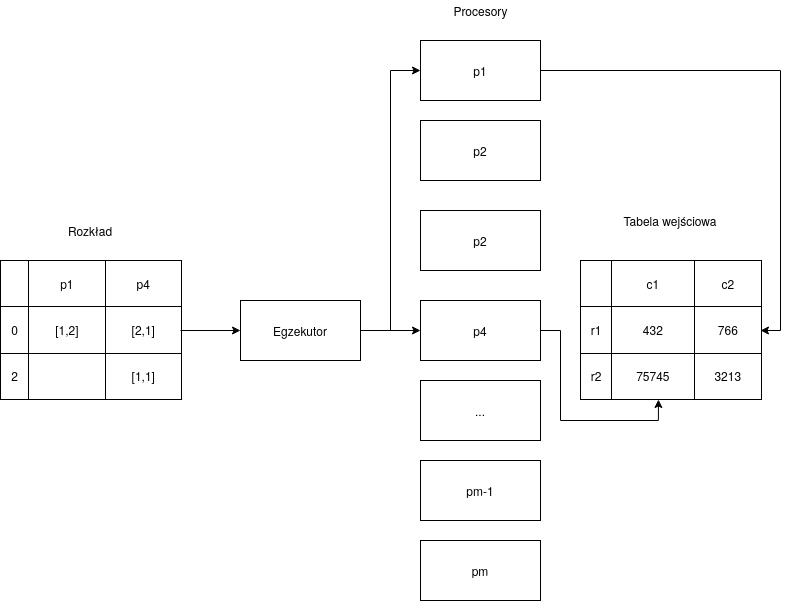 Procesory
p1
p2
p2
p4
...
pm-1
pm
Rozkład
p1 p4
0 [1,2] [2,1]
2 [1,1]
Egzekutor
Tabela wejściowa
c1 c2
r1 432 766
r2 75745 3213